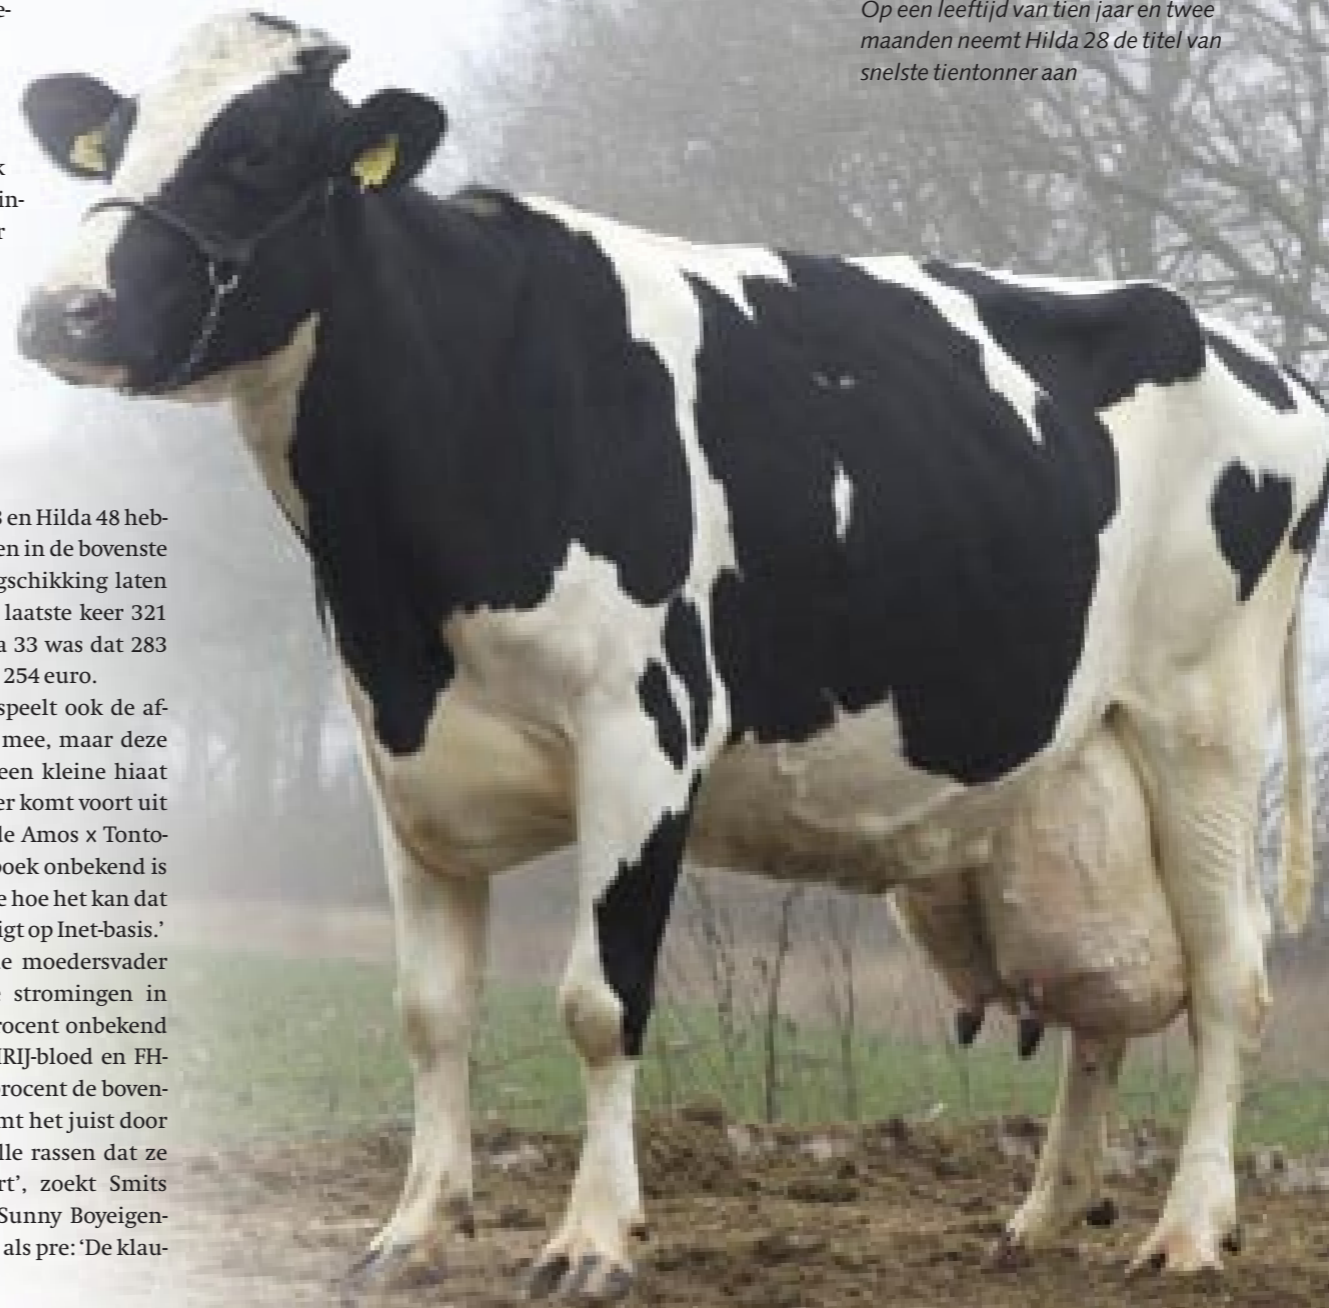 e-
k
in-
r
Op een leeftijd van tien jaar en twee
maanden neemt Hilda 28 de titel van
snelste tientonner aan
en Hilda 48 heb-
en in de bovenste
gschikking laten
laatste keer 321
a 33 was dat 283
254 euro.
speelt ook de af-
mee, maar deze
een kleine hiaat
er komt voort uit
le Amos x Tonto-
oek onbekend is
e hoe het kan dat
igt op Inet-basis.’
e moedersvader
stromingen in
rocent onbekend
IRIJ-bloed en FH-
procent de boven-
mt het juist door
lle rassen dat ze
rt’, zoekt Smits
Sunny Boyeigen-
als pre: ‘De klau-